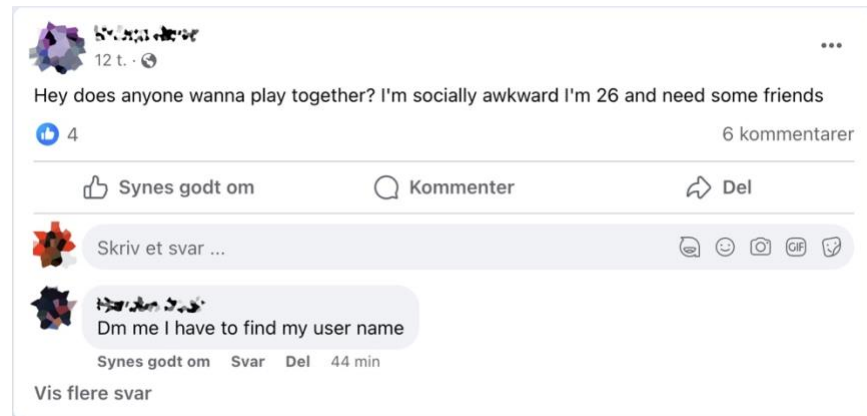 12 t.
Hey does anyone wanna play together? I'm socially awkward I'm 26 and need some friends
4 6 kommentarer
Synes godt om Kommenter Del
Skriv et svar ... GIF
Dm me I have to find my user name
Synes godt om Svar Del 44 min
Vis flere svar